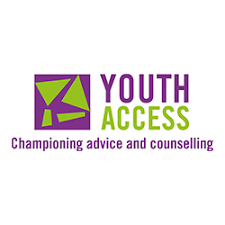 YOUTH
ACCESS
Championing advice and counselling